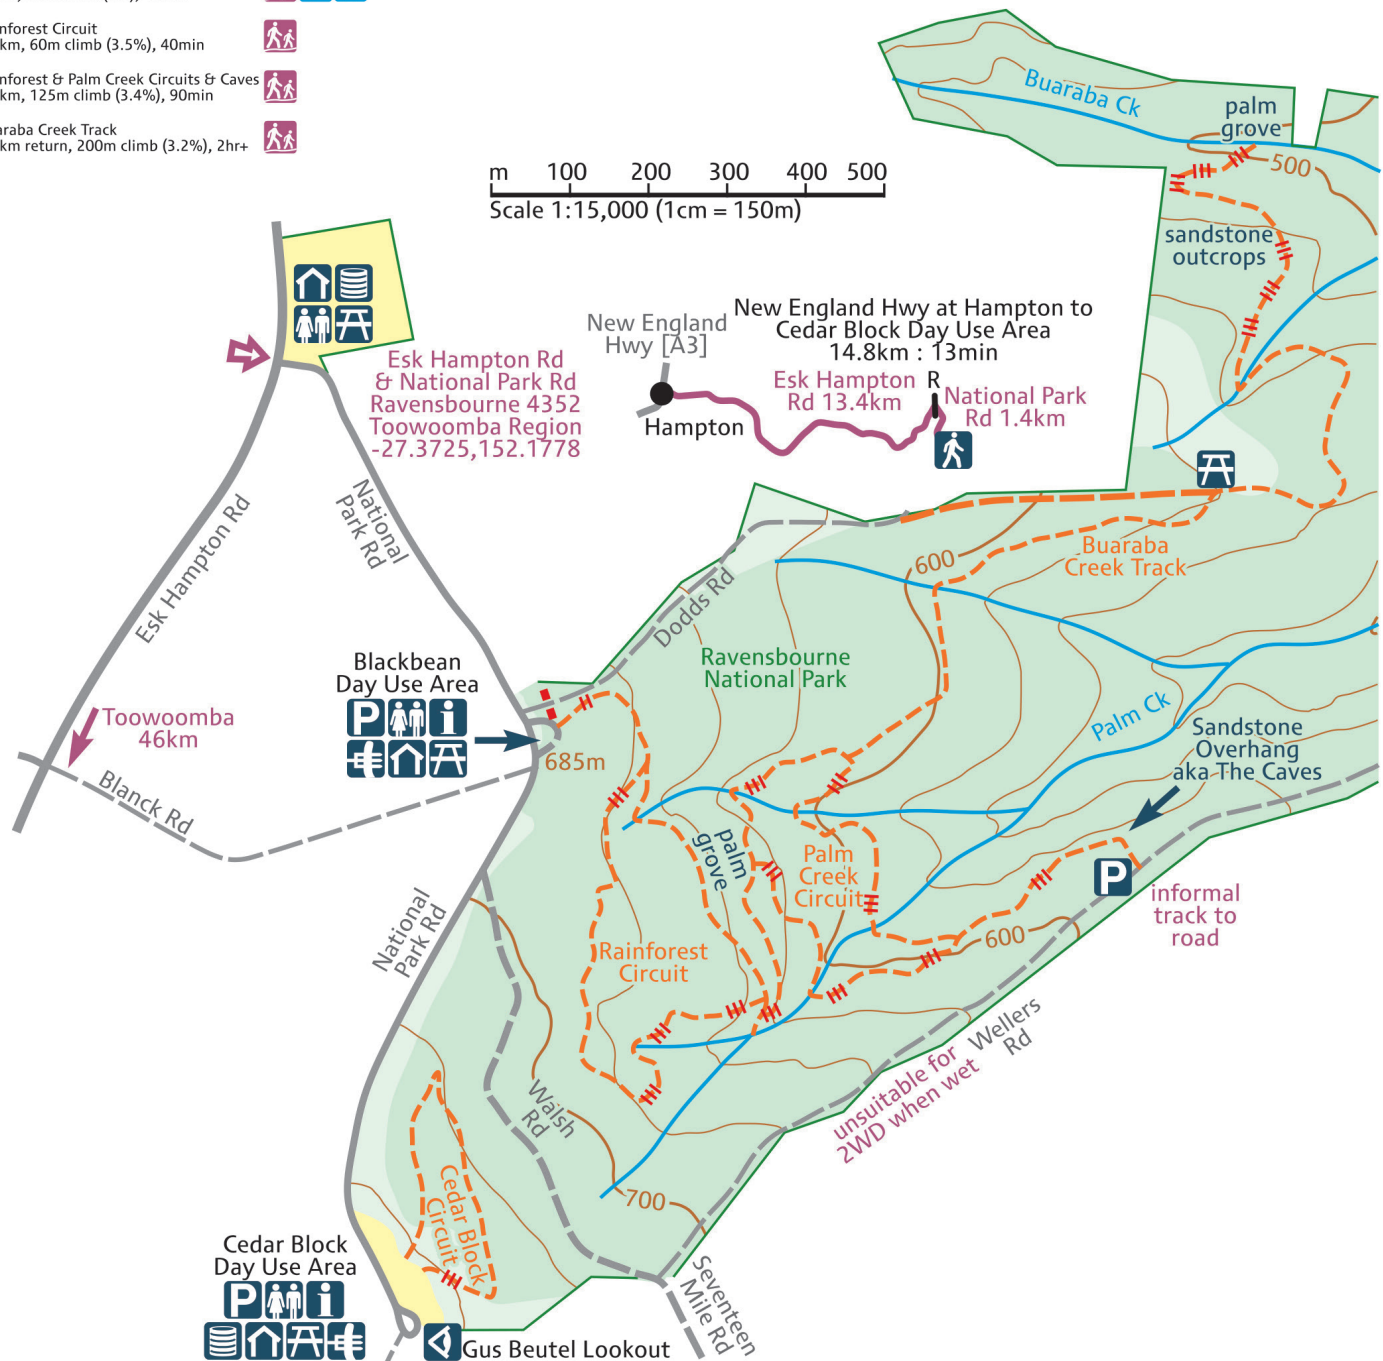 nforest Circuit
km, 60m climb (3.5%), 40min
nforest & Palm Creek Circuits & Caves
km, 125m climb (3.4%), 90min
araba Creek Track
km return, 200m climb (3.2%), 2hr+
m 100 200 300 400 500
Scale 1:15,000 (1cm = 150m)
Buaraba Ck
palm
grove
500
sandstone
outcrops
New England
Hwy [A3]
New England Hwy at Hampton to
Cedar Block Day Use Area
14.8km : 13min
Esk Hampton
Rd 13.4km
R
National Park
Rd 1.4km
Hampton
Esk Hampton Rd
& National Park Rd
Ravensbourne 4352
Toowoomba Region
-27.3725,152.1778
National
Park Rd
Esk Hampton Rd
600
Buaraba
Creek Track
Dodds Rd
Ravensbourne
National Park
Blackbean
Day Use Area
P
i
685m
Toowoomba
46km
Blanck Rd
Palm Ck
Sandstone
Overhang
aka The Caves
palm
grove
Palm
Creek
Circuit
P
informal
track to
road
National
Park Rd
Rainforest
Circuit
600
Wellers
Rd
unsuitable for
2WD when wet
Walsh
Rd
700
Cedar Block
Circuit
Cedar Block
Day Use Area
P
i
Seventeen
Mile Rd
Gus Beutel Lookout